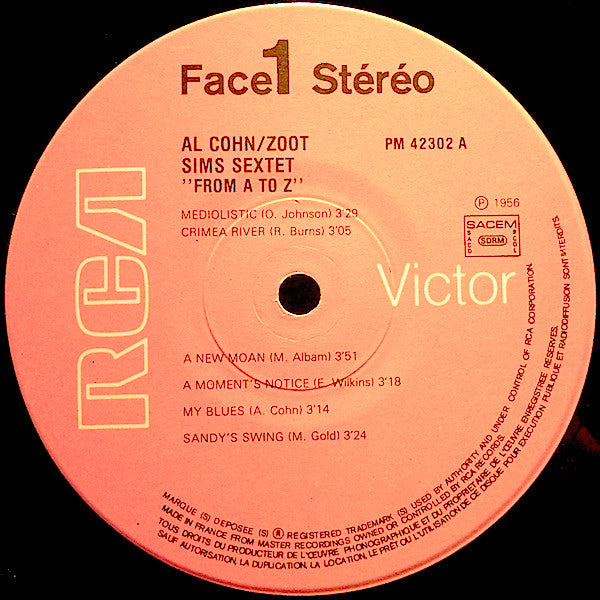 Face 1 Stéréo
AL COHN/ZOOT
SIMS SEXTET
''FROM A TO Z''
PM 42302 A
MEDIOLISTIC (O. Johnson) 3'29
CRIMEA RIVER (R. Burns) 3'05
℗ 1956
SACEM
SACD
SDRM
SGDL
RCA
Victor
A NEW MOAN (M. Albam) 3'51
A MOMENT'S NOTICE (E. Wilkins) 3'18
MY BLUES (A. Cohn) 3'14
SANDY'S SWING (M. Gold) 3'24
MARQUE (S) DEPOSEE (S) ® REGISTERED TRADEMARK (S) USED BY AUTHORITY AND UNDER CONTROL OF RCA CORPORATION.
MADE IN FRANCE FROM MASTER RECORDINGS OWNED OR CONTROLLED BY RCA RECORDS.
TOUS DROITS DU PRODUCTEUR DE L'ŒUVRE PHONOGRAPHIQUE ET DU PROPRIETAIRE DE L'ŒUVRE ENREGISTREE RESERVES.
SAUF AUTORISATION, LA DUPLICATION, LA LOCATION, LE PRET OU L'UTILISATION DE CE DISQUE POUR EXECUTION PUBLIQUE ET RADIODIFFUSION SONT INTERDITS